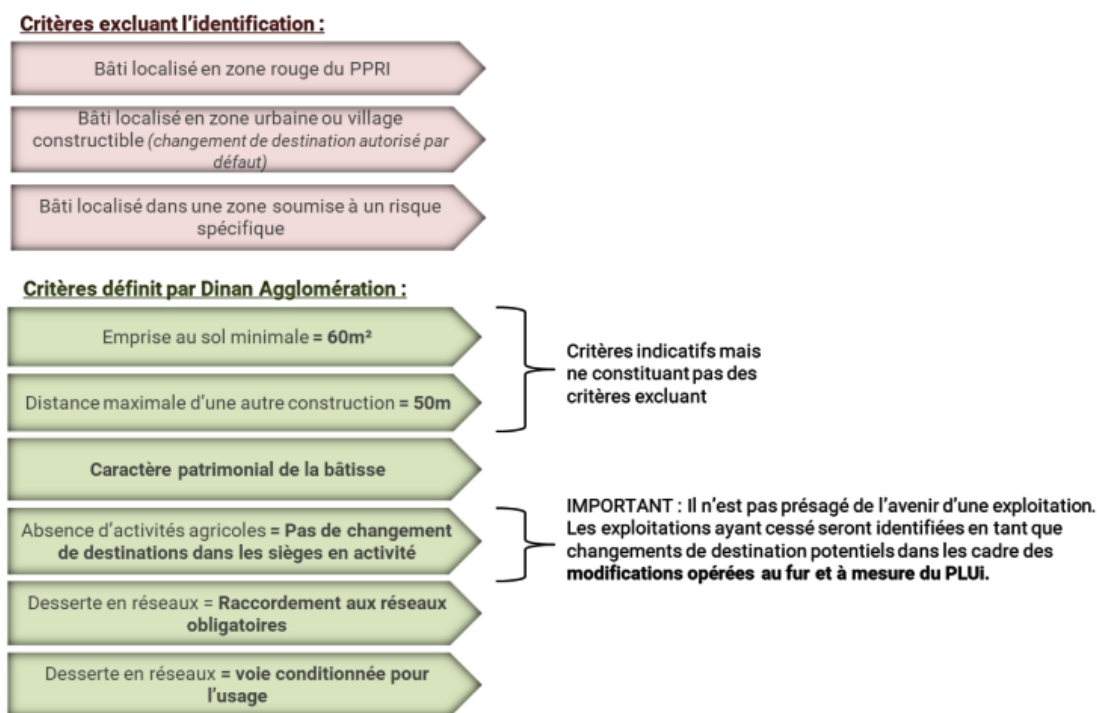 Critères excluant l'identification :
Bâti localisé en zone rouge du PPRI
Bâti localisé en zone urbaine ou village
constructible (changement de destination autorisé par
défaut)
Bâti localisé dans une zone soumise à un risque
spécifique
Critères définit par Dinan Agglomération :
Emprise au sol minimale = 60m²
Distance maximale d'une autre construction = 50m
Critères indicatifs mais
ne constituant pas des
critères excluant
Caractère patrimonial de la bâtisse
Absence d'activités agricoles = Pas de changement
de destinations dans les sièges en activité
IMPORTANT : Il n'est pas présagé de l'avenir d'une exploitation.
Les exploitations ayant cessé seront identifiées en tant que
changements de destination potentiels dans les cadre des
modifications opérées au fur et à mesure du PLUi.
Desserte en réseaux = Raccordement aux réseaux
obligatoires
Desserte en réseaux = voie conditionnée pour
l'usage